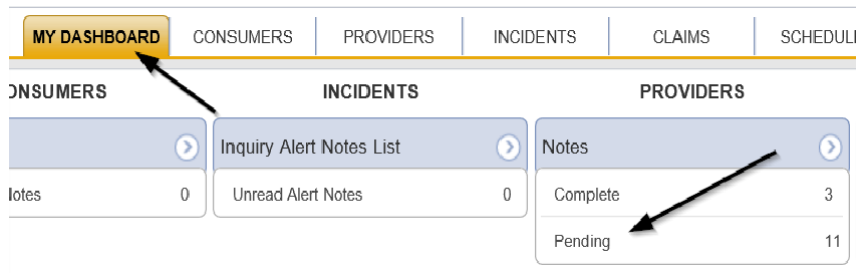 MY DASHBOARD CONSUMERS PROVIDERS INCIDENTS CLAIMS SCHEDULI
ONSUMERS INCIDENTS PROVIDERS
Inquiry Alert Notes List Notes
lotes 0 Unread Alert Notes 0 Complete 3
Pending 11